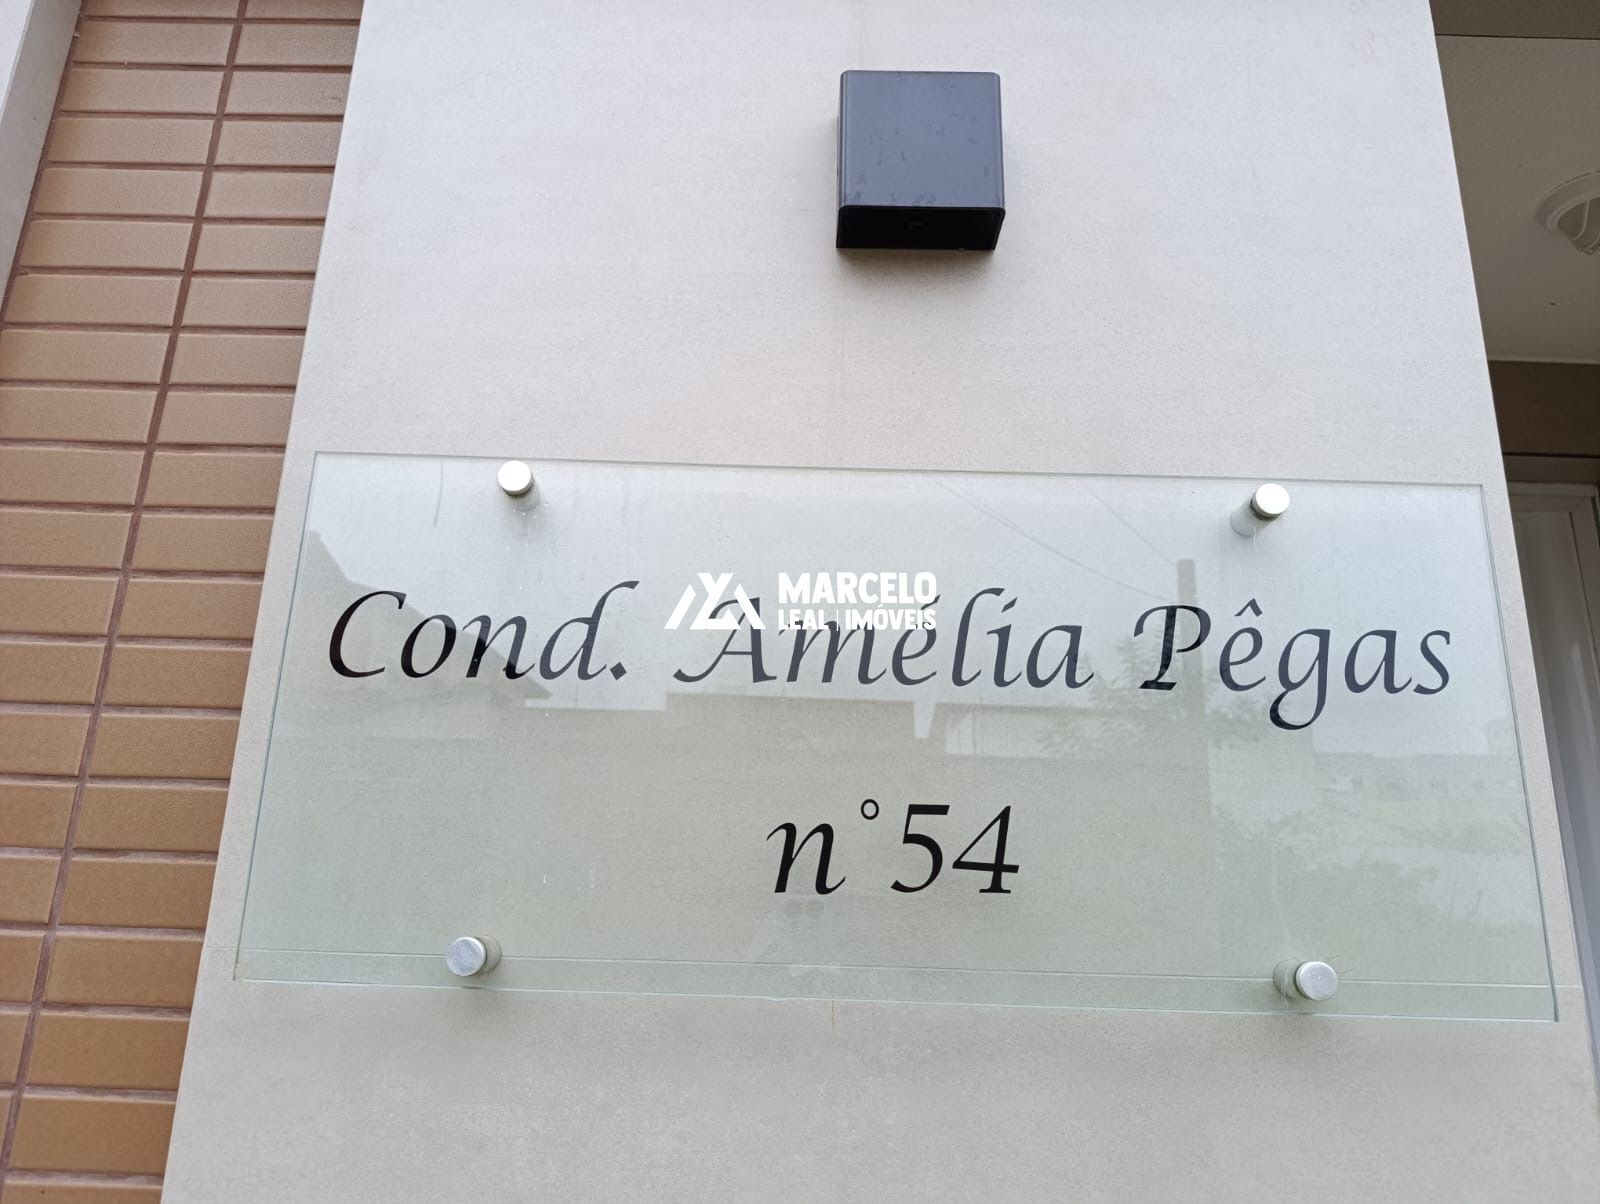 Cond. Amélia Pêgas
n°54
MARCELO
LEAL | IMÓVEIS